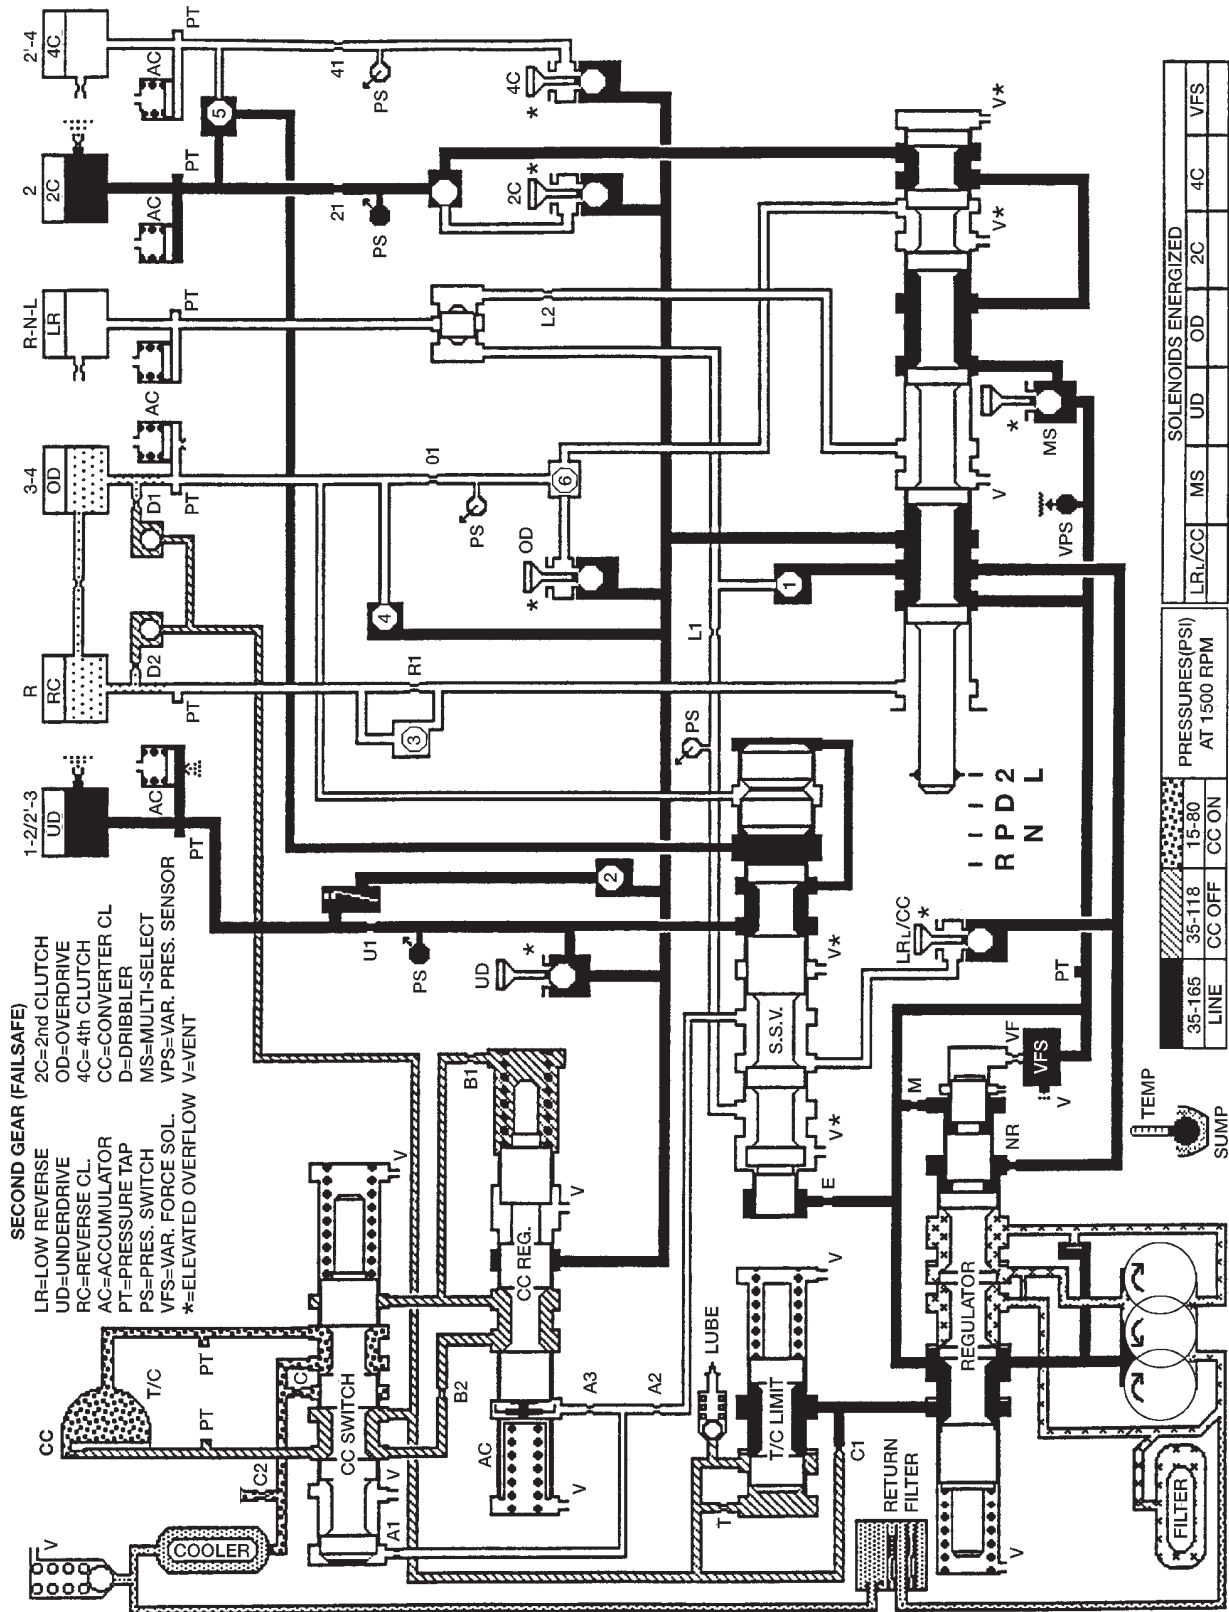 SECOND GEAR (FAILSAFE)
LR=LOW REVERSE
UD=UNDERDRIVE
RC=REVERSE CL.
AC=ACCUMULATOR
PT=PRESSURE TAP
PS=PRES. SWITCH
VFS=VAR. FORCE SOL.
*=ELEVATED OVERFLOW V=VENT
2C=2nd CLUTCH
OD=OVERDRIVE
4C=4th CLUTCH
CC=CONVERTER CL
D=DRIBBLER
MS=MULTI-SELECT
VPS=VAR. PRES. SENSOR
1-2/2'-3
UD
R
RC
3-4
OD
R-N-L
LR
2
2C
2'-4
4C
AC
PT
D2
PT
D1
AC
PT
AC
PT
AC
PT
AC
PT
5
U1
PS
UD
*
2
3
R1
4
01
PS
OD
*
6
L2
21
PS
2C
*
41
PS
4C
*
L1
PS
1
CC
T/C
PT
PT
C
C2
V
COOLER
CC SWITCH
V
V
A1
B1
B2
CC REG.
V
AC
V
A3
A2
LUBE
T
T/C LIMIT
V
C1
RETURN
FILTER
S.S.V.
V*
V*
E
LRL/CC
*
PT
R P D 2
N L
V
MS
*
VPS
V*
V*
REGULATOR
V
NR
M
VF
VFS
V
FILTER
TEMP
SUMP
35-165
LINE
35-118
CC OFF
15-80
CC ON
PRESSURES(PSI)
AT 1500 RPM
SOLENOIDS ENERGIZED
LRL/CC
MS
UD
OD
2C
4C
VFS